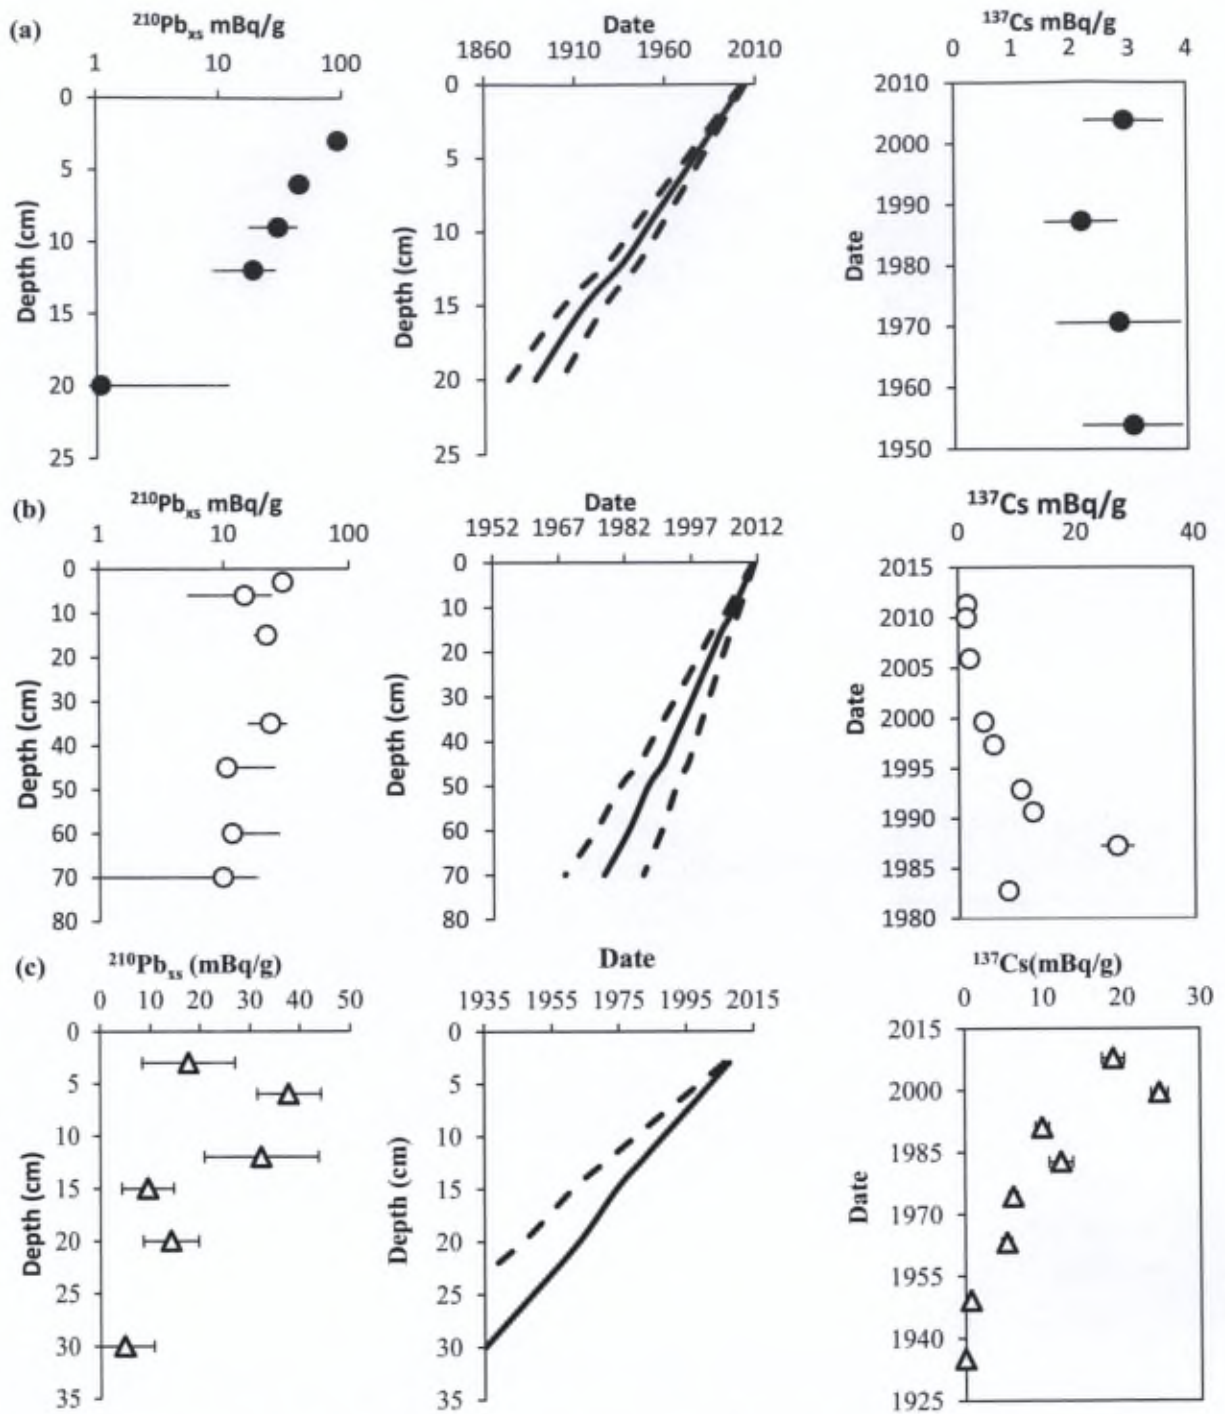 (a)
²¹⁰Pbₓₛ mBq/g
1 10 100
0
5
10
15
20
25
Depth (cm)
Date
1860 1910 1960 2010
0
5
10
15
20
25
Depth (cm)
¹³⁷Cs mBq/g
0 1 2 3 4
2010
2000
1990
1980
1970
1960
1950
Date
(b)
²¹⁰Pbₓₛ mBq/g
1 10 100
0
10
20
30
40
50
60
70
80
Depth (cm)
Date
1952 1967 1982 1997 2012
0
10
20
30
40
50
60
70
80
Depth (cm)
¹³⁷Cs mBq/g
0 20 40
2015
2010
2005
2000
1995
1990
1985
1980
Date
(c)
²¹⁰Pbₓₛ (mBq/g)
0 10 20 30 40 50
0
5
10
15
20
25
30
35
Depth (cm)
Date
1935 1955 1975 1995 2015
0
5
10
15
20
25
30
35
Depth (cm)
¹³⁷Cs(mBq/g)
0 10 20 30
2015
2000
1985
1970
1955
1940
1925
Date